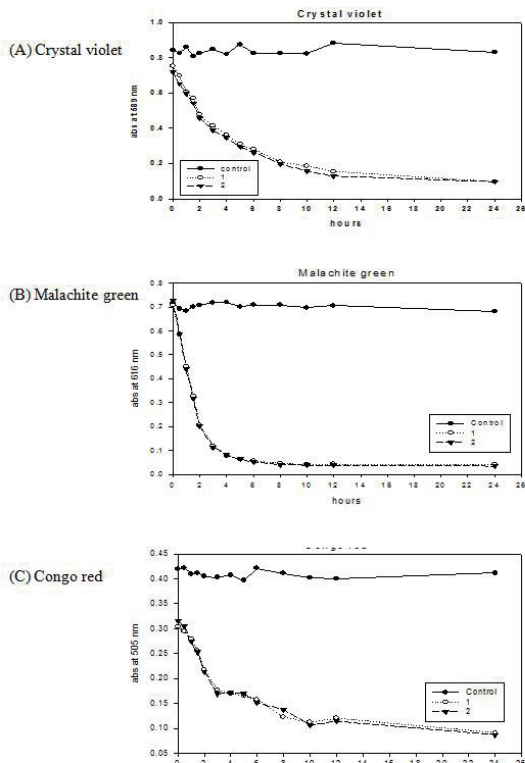 Crystal violet
(A) Crystal violet
1.0
0.8
0.6
0.4
0.2
0.0
abs at 589 nm
control
1
2
0 2 4 6 8 10 12 14 16 18 20 22 24 26
hours
Malachite green
(B) Malachite green
0.8
0.7
0.6
0.5
0.4
0.3
0.2
0.1
0.0
abs at 616 nm
Control
1
2
0 2 4 6 8 10 12 14 16 18 20 22 24 26
hours
(C) Congo red
0.45
0.40
0.35
0.30
0.25
0.20
0.15
0.10
0.05
abs at 505 nm
Control
1
2